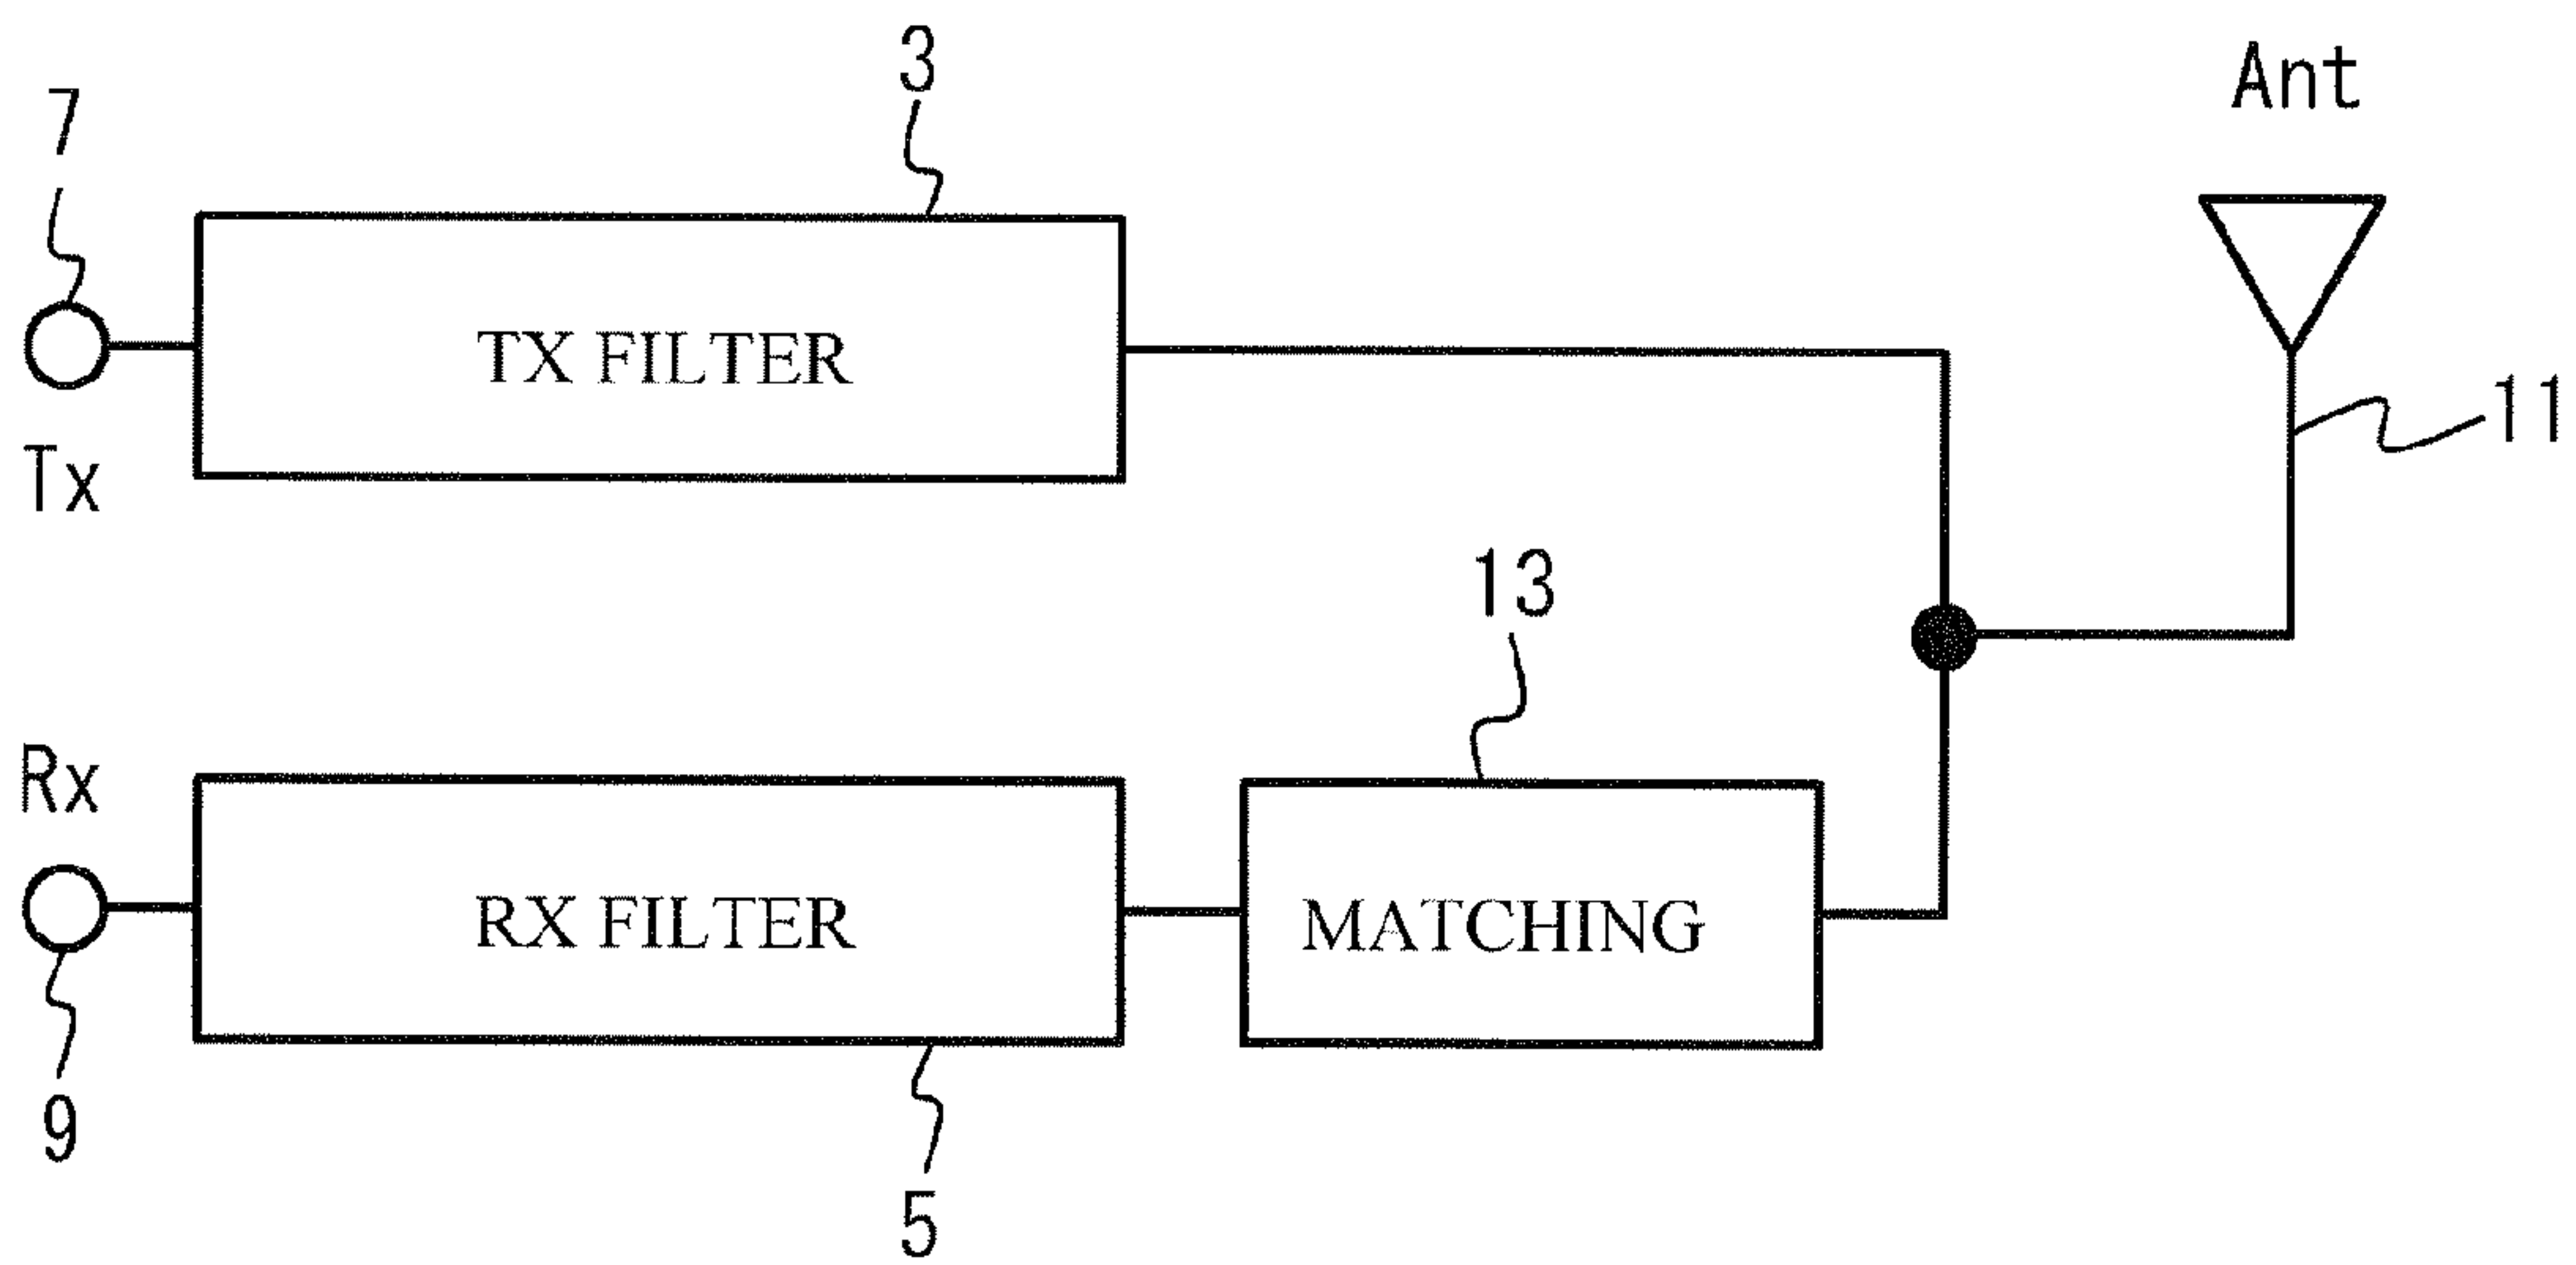 3
Ant
7
TX FILTER
11
Tx
13
Rx
RX FILTER
MATCHING
9
5